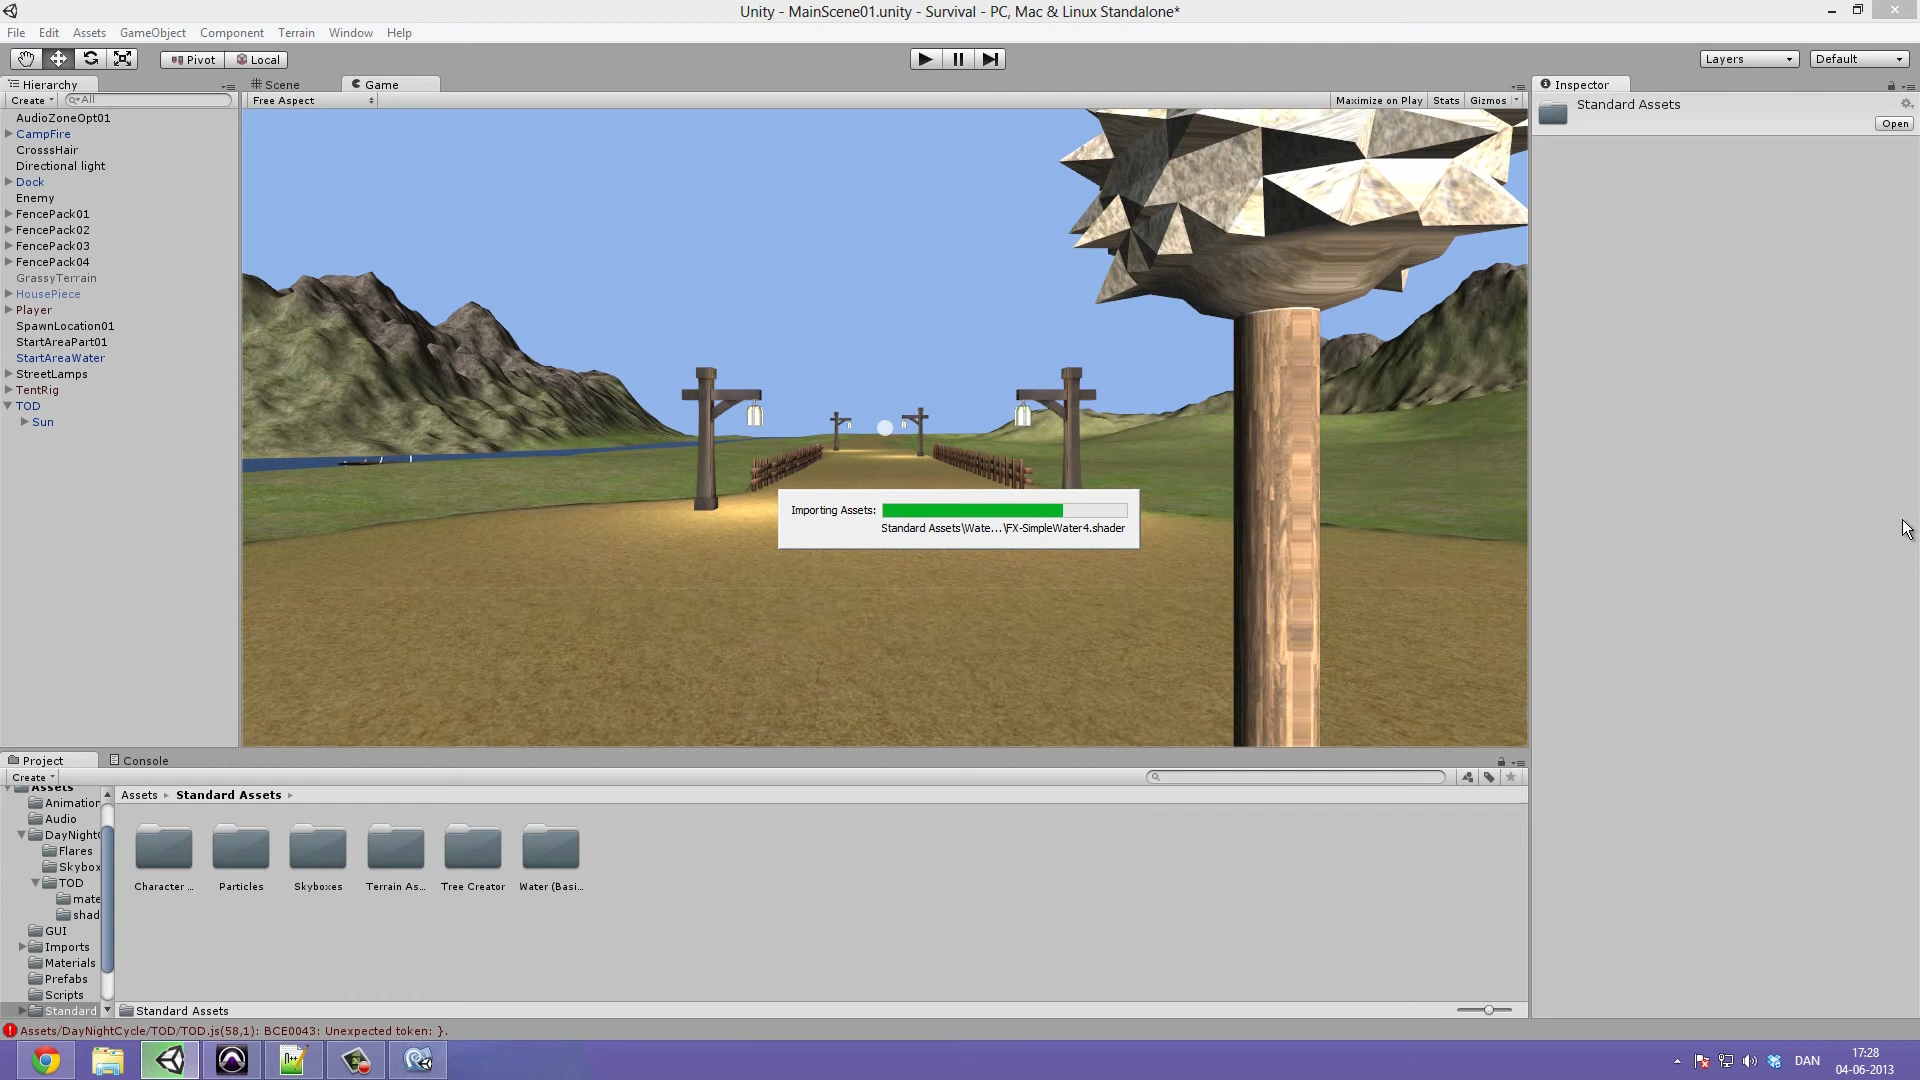 Unity - MainScene01.unity - Survival - PC, Mac & Linux Standalone*
File Edit Assets GameObject Component Terrain Window Help
Pivot Local Layers Default
Hierarchy Scene Game Inspector
Create All Free Aspect Maximize on Play Stats Gizmos Standard Assets
Open
AudioZoneOpt01
CampFire
CrosssHair
Directional light
Dock
Enemy
FencePack01
FencePack02
FencePack03
FencePack04
GrassyTerrain
HousePiece
Player
SpawnLocation01
StartAreaPart01
StartAreaWater
StreetLamps
TentRig
TOD
Sun
Importing Assets:
Standard Assets\Wate...\FX-SimpleWater4.shader
Project Console
Create
Assets Standard Assets
Assets
Animation
Audio
DayNightC
Flares
Skybox
TOD
mate
shad
GUI
Imports
Materials
Prefabs
Scripts
Standard
Character ... Particles Skyboxes Terrain As... Tree Creator Water (Basi...
Standard Assets
Assets/DayNightCycle/TOD/TOD.js(58,1): BCE0043: Unexpected token: }.
DAN
17:28
04-06-2013